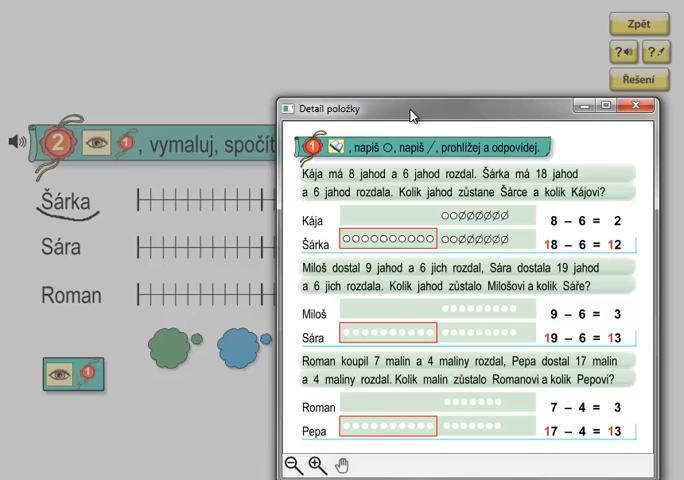 Zpět
?
?
Řešení
2 1 , vymaluj, spočít
Šárka
Sára
Roman
1
Detail položky
1 , napiš O, napiš /, prohlížej a odpovídej.
Kája má 8 jahod a 6 jahod rozdal. Šárka má 18 jahod
a 6 jahod rozdala. Kolik jahod zůstane Šárce a kolik Kájovi?
Kája 8 – 6 = 2
Šárka 18 – 6 = 12
Miloš dostal 9 jahod a 6 jich rozdal, Sára dostala 19 jahod
a 6 jich rozdala. Kolik jahod zůstalo Milošovi a kolik Sáře?
Miloš 9 – 6 = 3
Sára 19 – 6 = 13
Roman koupil 7 malin a 4 maliny rozdal, Pepa dostal 17 malin
a 4 maliny rozdal. Kolik malin zůstalo Romanovi a kolik Pepovi?
Roman 7 – 4 = 3
Pepa 17 – 4 = 13